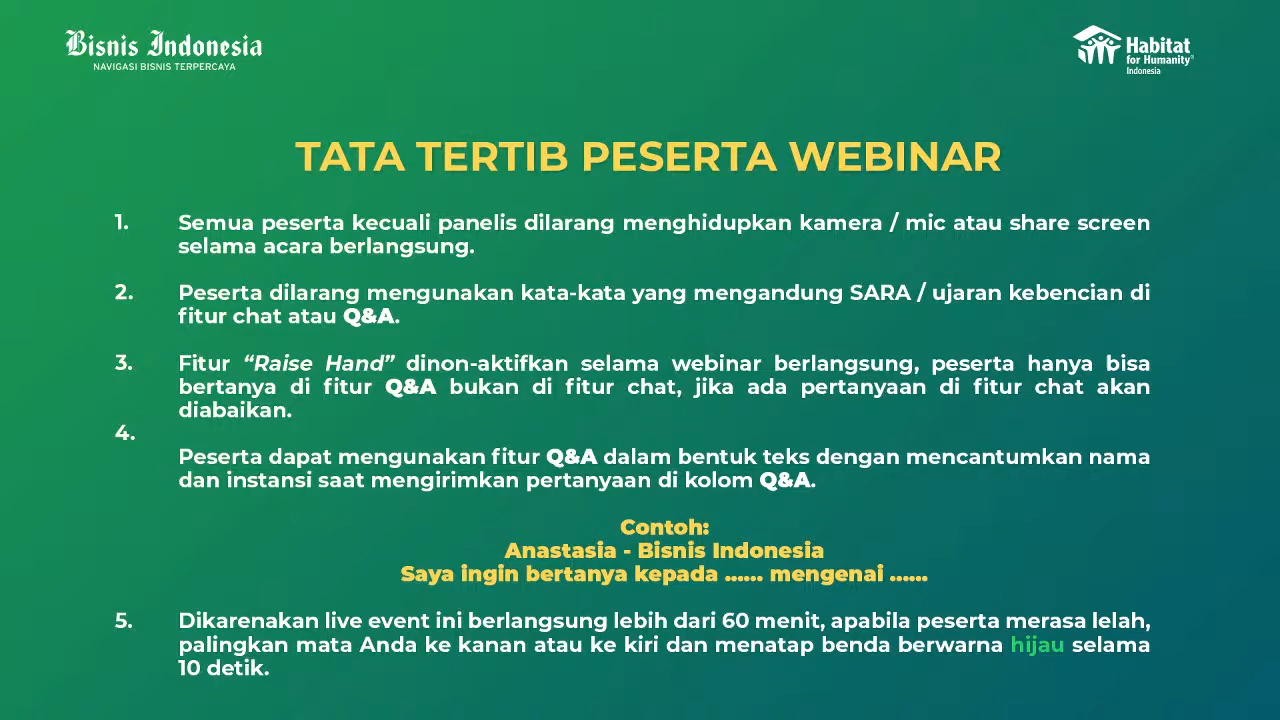 Bisnis Indonesia
NAVIGASI BISNIS TERPERCAYA
Habitat
for Humanity®
Indonesia
TATA TERTIB PESERTA WEBINAR
1. Semua peserta kecuali panelis dilarang menghidupkan kamera / mic atau share screen
selama acara berlangsung.
2. Peserta dilarang mengunakan kata-kata yang mengandung SARA / ujaran kebencian di
fitur chat atau Q&A.
3. Fitur “Raise Hand” dinon-aktifkan selama webinar berlangsung, peserta hanya bisa
bertanya di fitur Q&A bukan di fitur chat, jika ada pertanyaan di fitur chat akan
diabaikan.
4.
Peserta dapat mengunakan fitur Q&A dalam bentuk teks dengan mencantumkan nama
dan instansi saat mengirimkan pertanyaan di kolom Q&A.
Contoh:
Anastasia - Bisnis Indonesia
Saya ingin bertanya kepada ...... mengenai ......
5. Dikarenakan live event ini berlangsung lebih dari 60 menit, apabila peserta merasa lelah,
palingkan mata Anda ke kanan atau ke kiri dan menatap benda berwarna hijau selama
10 detik.